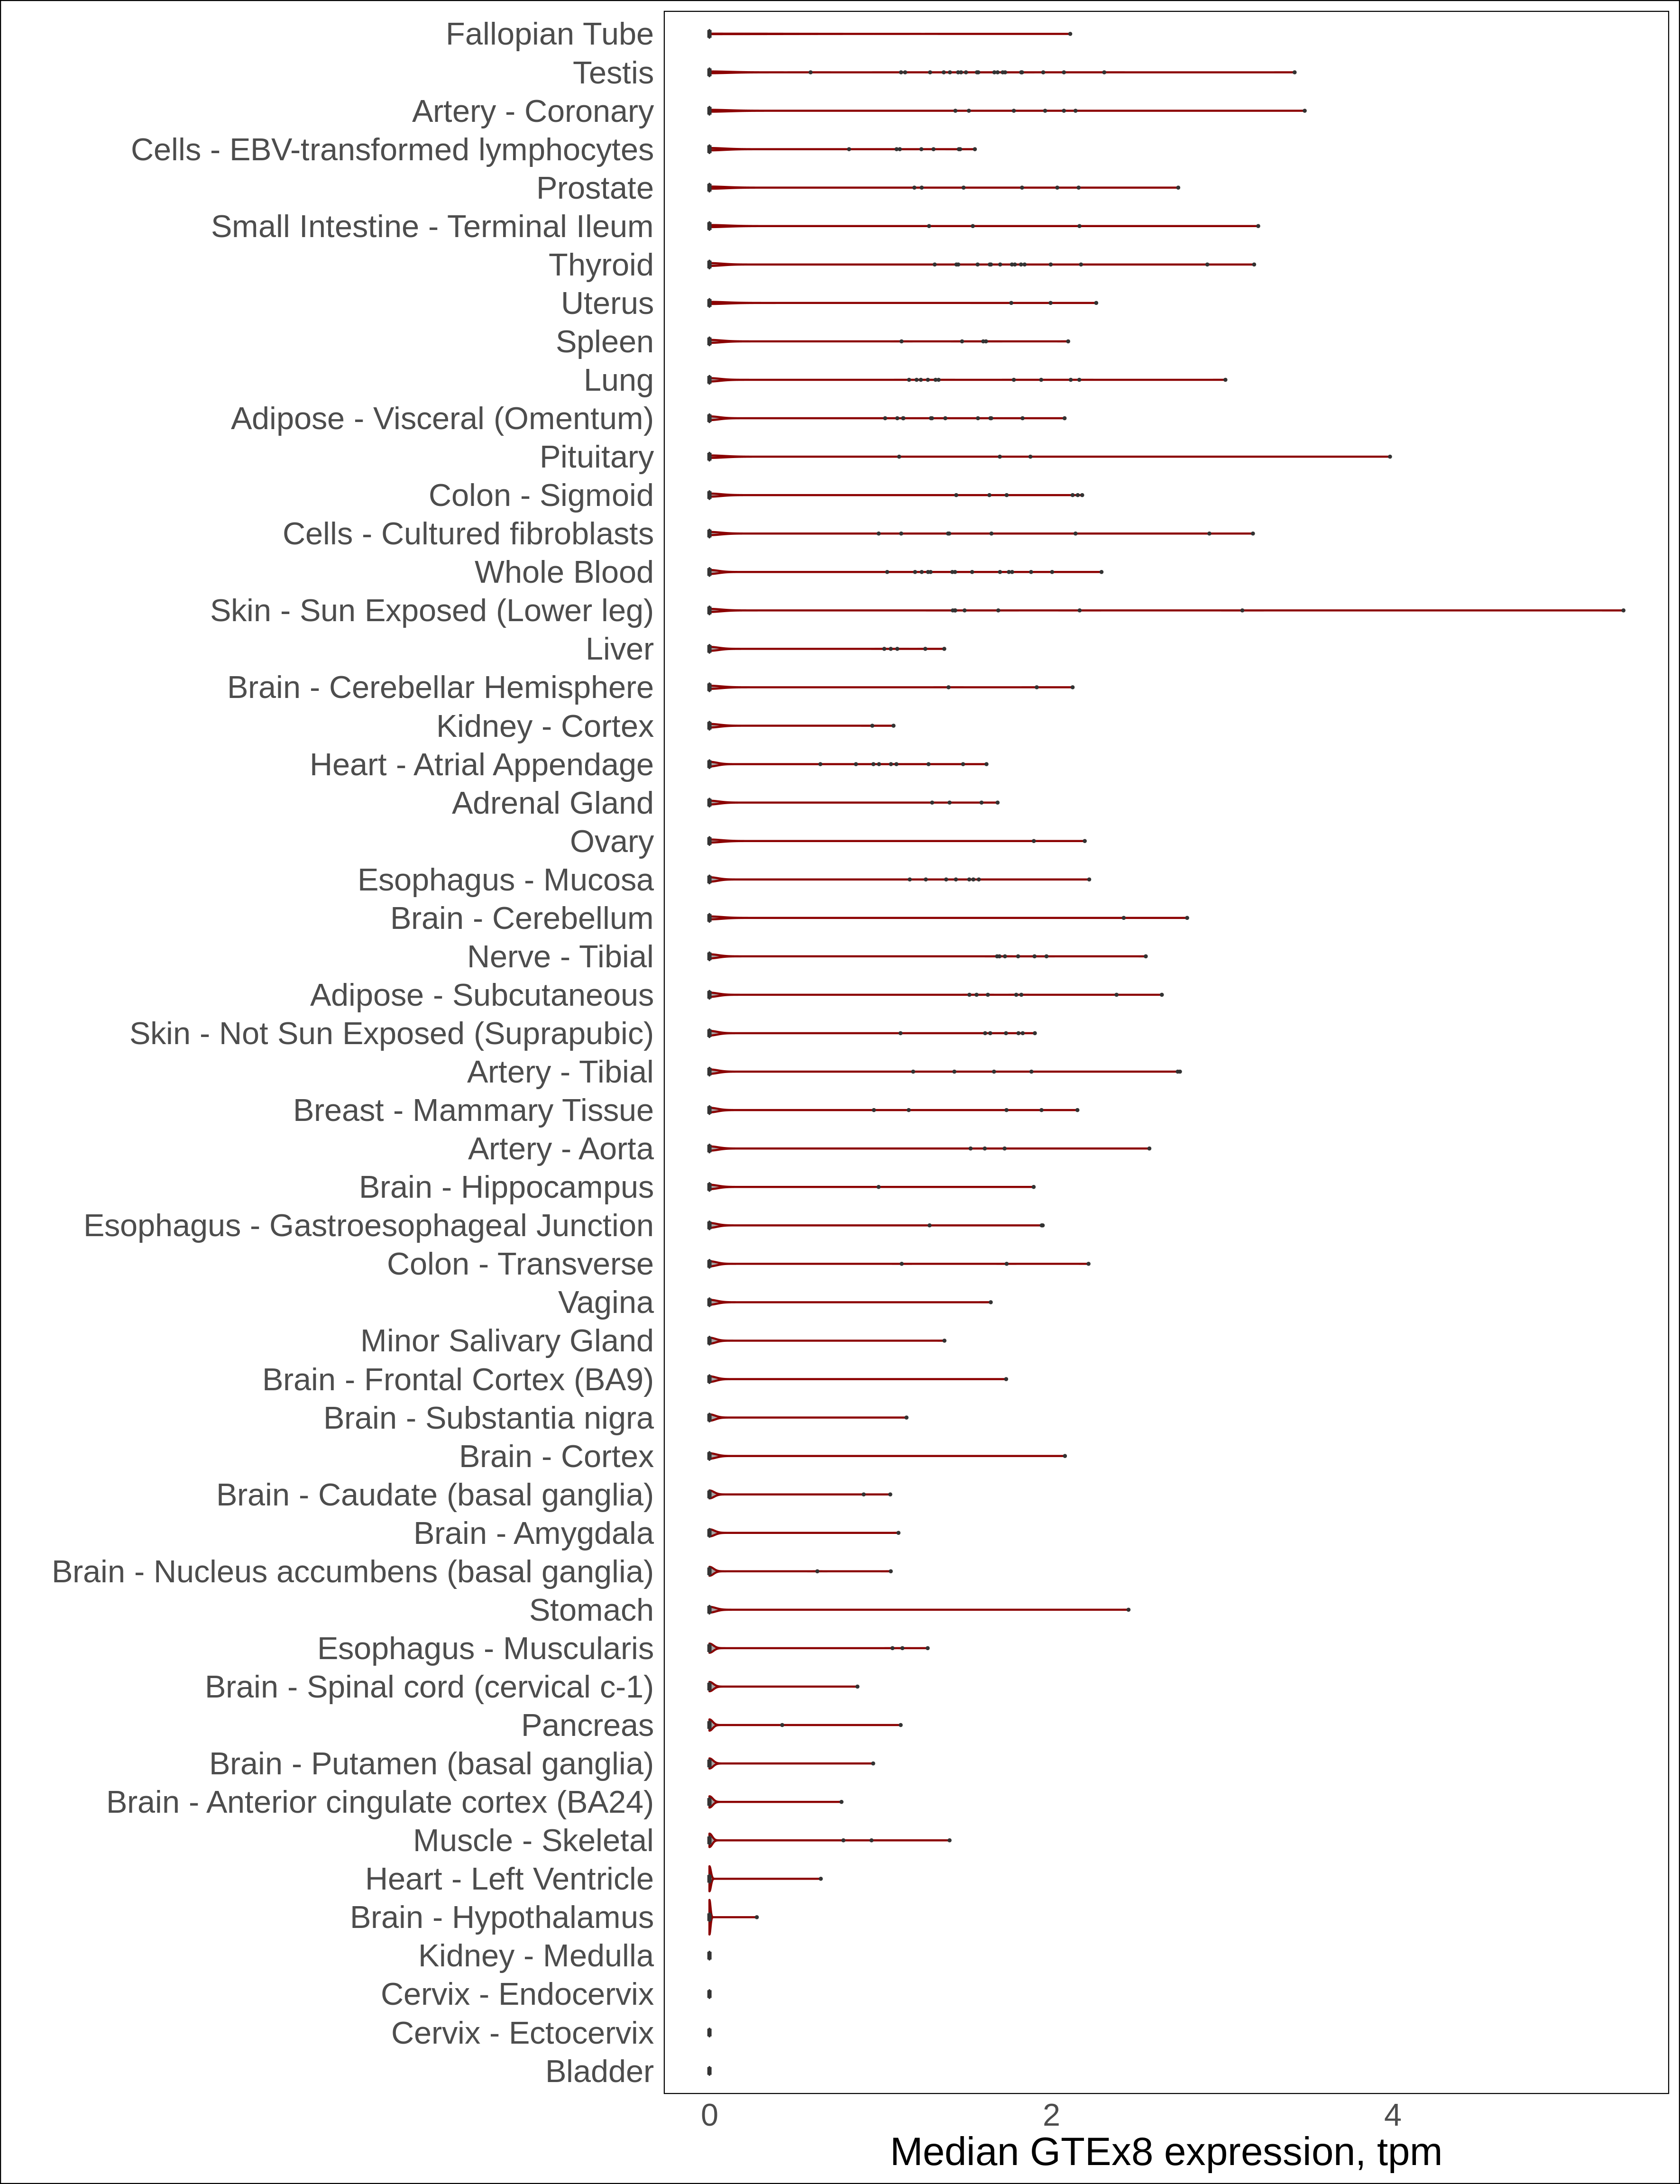 Fallopian Tube
Testis
Artery - Coronary
Cells - EBV-transformed lymphocytes
Prostate
Small Intestine - Terminal Ileum
Thyroid
Uterus
Spleen
Lung
Adipose - Visceral (Omentum)
Pituitary
Colon - Sigmoid
Cells - Cultured fibroblasts
Whole Blood
Skin - Sun Exposed (Lower leg)
Liver
Brain - Cerebellar Hemisphere
Kidney - Cortex
Heart - Atrial Appendage
Adrenal Gland
Ovary
Esophagus - Mucosa
Brain - Cerebellum
Nerve - Tibial
Adipose - Subcutaneous
Skin - Not Sun Exposed (Suprapubic)
Artery - Tibial
Breast - Mammary Tissue
Artery - Aorta
Brain - Hippocampus
Esophagus - Gastroesophageal Junction
Colon - Transverse
Vagina
Minor Salivary Gland
Brain - Frontal Cortex (BA9)
Brain - Substantia nigra
Brain - Cortex
Brain - Caudate (basal ganglia)
Brain - Amygdala
Brain - Nucleus accumbens (basal ganglia)
Stomach
Esophagus - Muscularis
Brain - Spinal cord (cervical c-1)
Pancreas
Brain - Putamen (basal ganglia)
Brain - Anterior cingulate cortex (BA24)
Muscle - Skeletal
Heart - Left Ventricle
Brain - Hypothalamus
Kidney - Medulla
Cervix - Endocervix
Cervix - Ectocervix
Bladder
0 2 4
Median GTEx8 expression, tpm